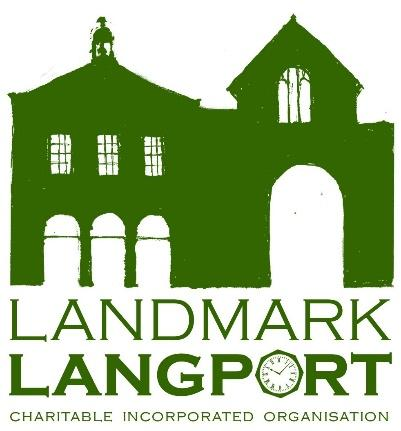 LANDMARK
LANGPORT
CHARITABLE INCORPORATED ORGANISATION